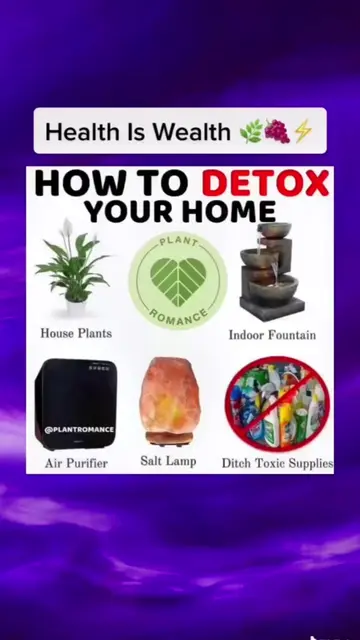 Health Is Wealth 🌿🍇⚡
HOW TO DETOX
YOUR HOME
PLANT
ROMANCE
House Plants
Indoor Fountain
@PLANTROMANCE
Air Purifier
Salt Lamp
Ditch Toxic Supplies